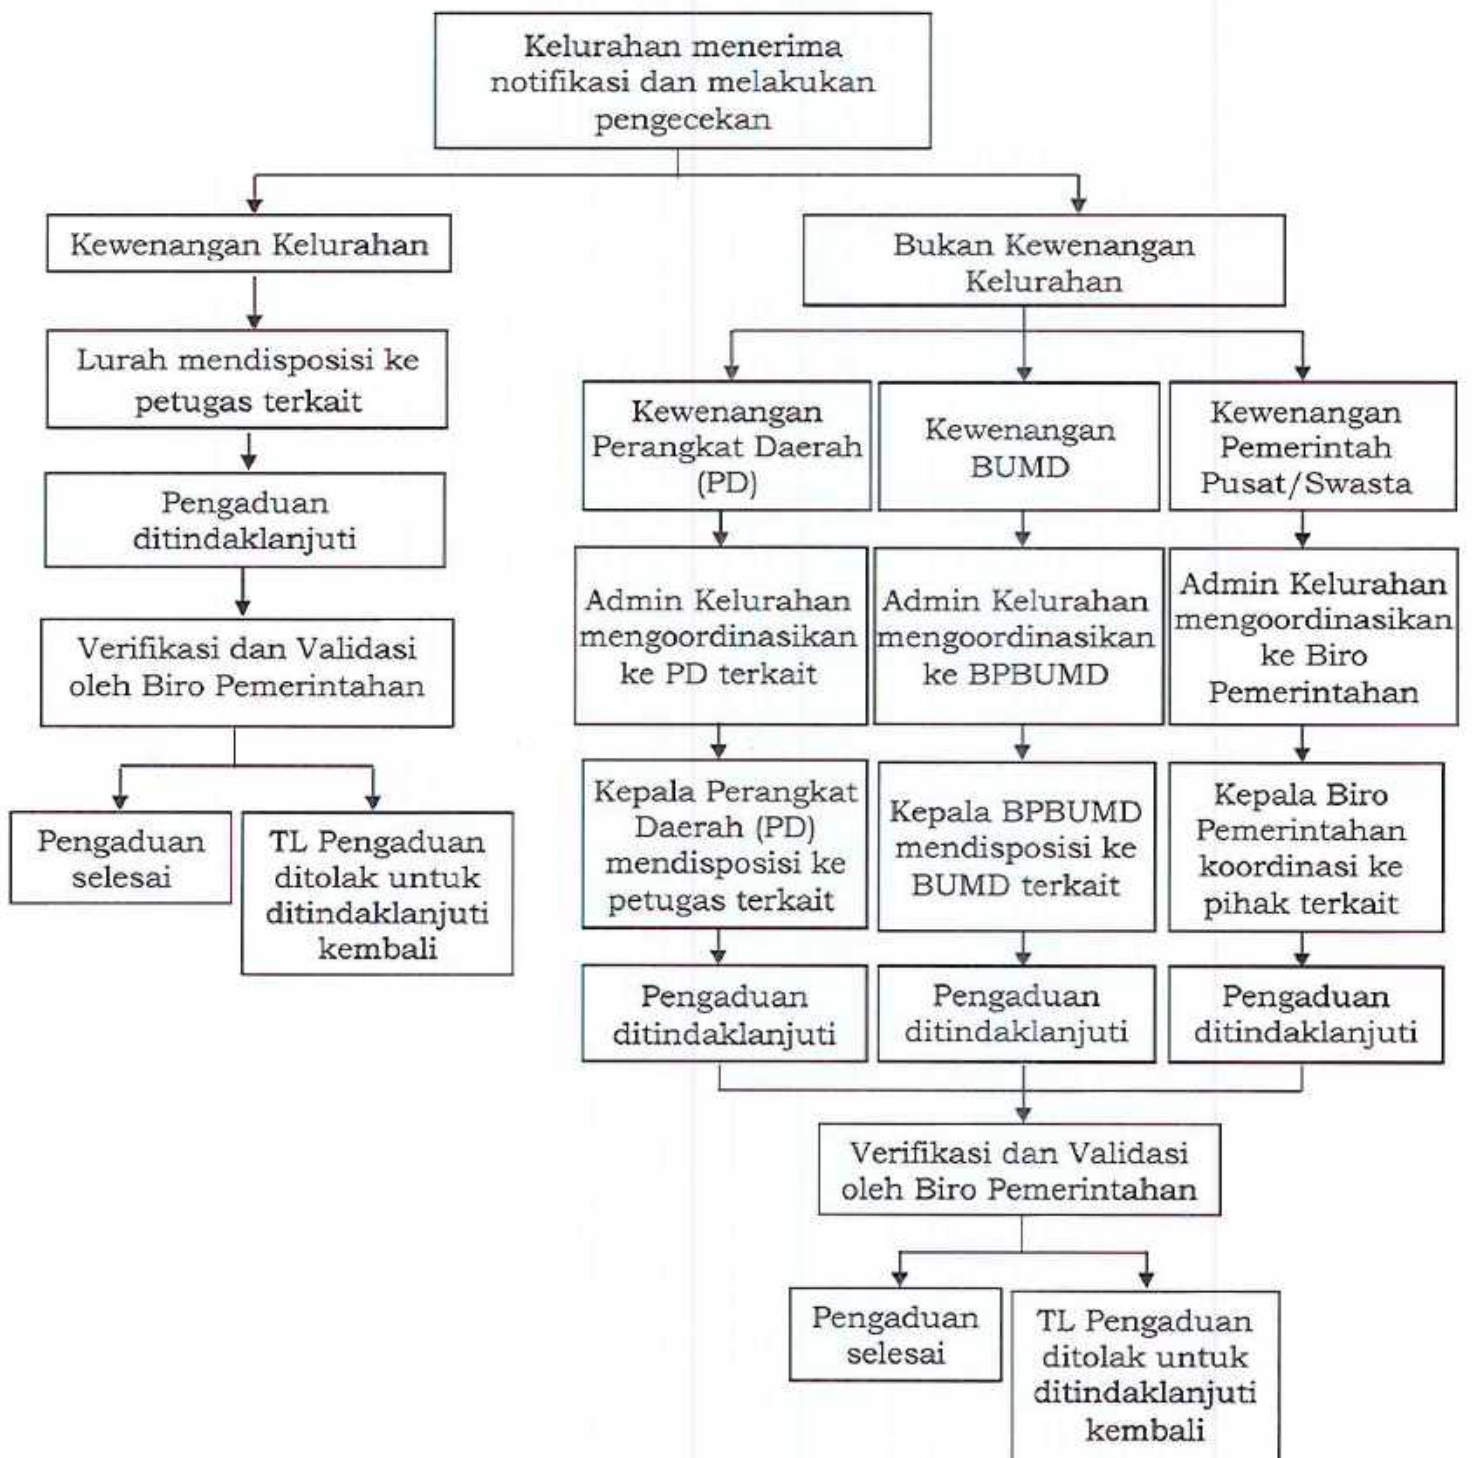 Kelurahan menerima
notifikasi dan melakukan
pengecekan
Kewenangan Kelurahan
Lurah mendisposisi ke
petugas terkait
Pengaduan
ditindaklanjuti
Verifikasi dan Validasi
oleh Biro Pemerintahan
Pengaduan
selesai
TL Pengaduan
ditolak untuk
ditindaklanjuti
kembali
Bukan Kewenangan
Kelurahan
Kewenangan
Perangkat Daerah
(PD)
Admin Kelurahan
mengoordinasikan
ke PD terkait
Kepala Perangkat
Daerah (PD)
mendisposisi ke
petugas terkait
Pengaduan
ditindaklanjuti
Kewenangan
BUMD
Admin Kelurahan
mengoordinasikan
ke BPBUMD
Kepala BPBUMD
mendisposisi ke
BUMD terkait
Pengaduan
ditindaklanjuti
Kewenangan
Pemerintah
Pusat/Swasta
Admin Kelurahan
mengoordinasikan
ke Biro
Pemerintahan
Kepala Biro
Pemerintahan
koordinasi ke
pihak terkait
Pengaduan
ditindaklanjuti
Verifikasi dan Validasi
oleh Biro Pemerintahan
Pengaduan
selesai
TL Pengaduan
ditolak untuk
ditindaklanjuti
kembali